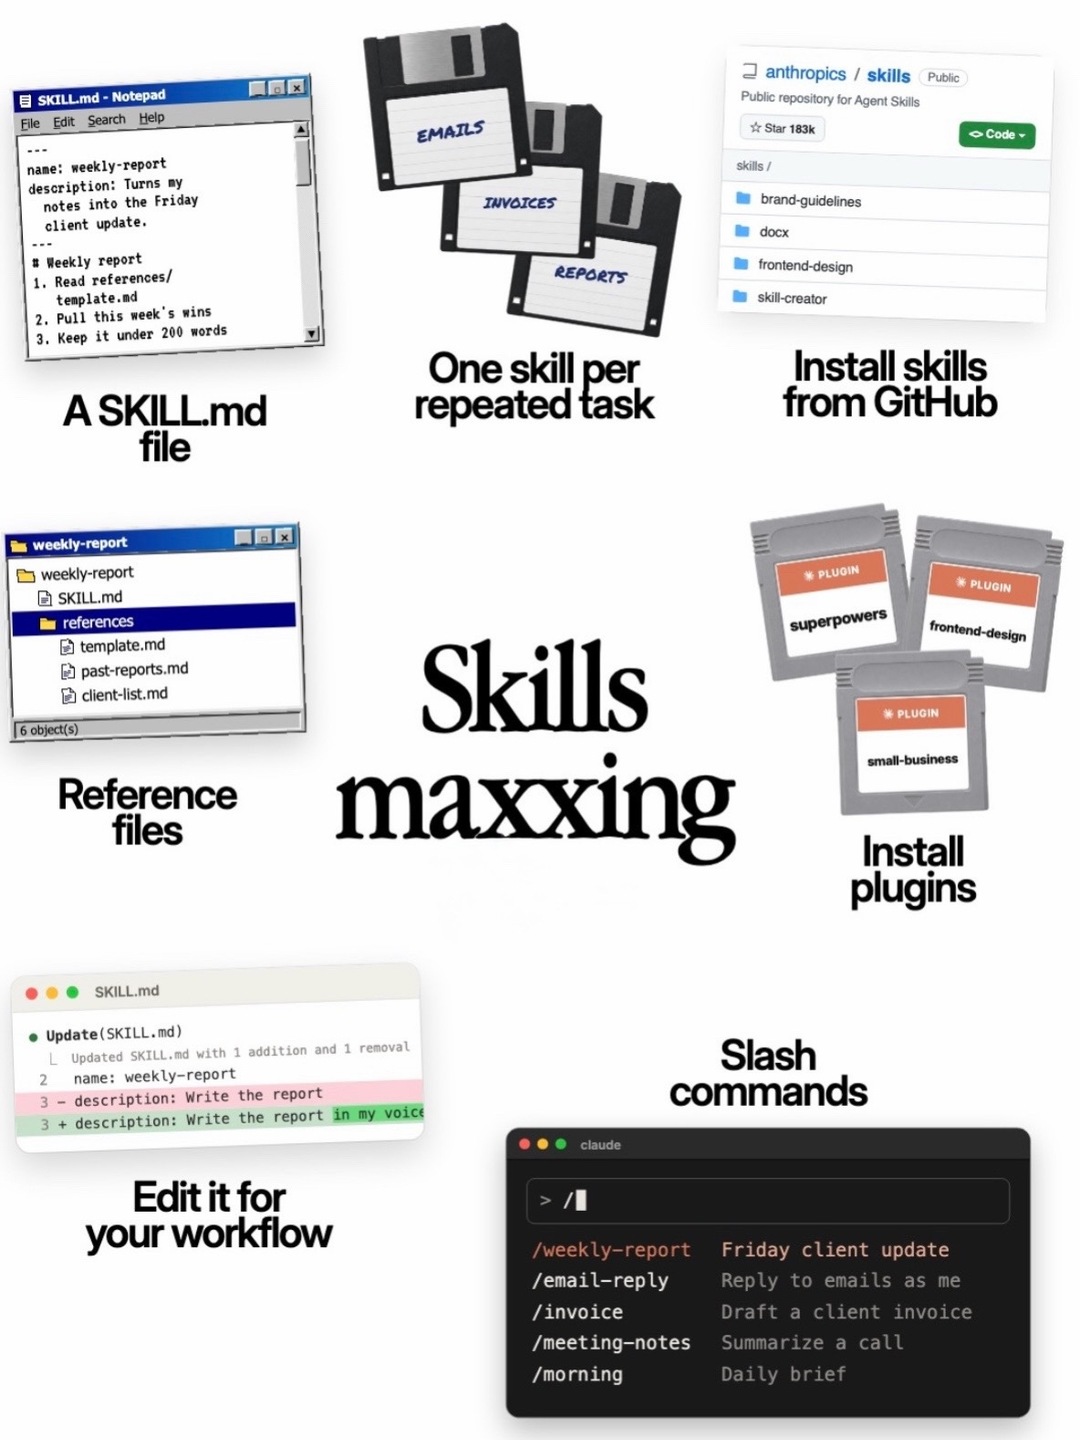 SKILL.md - Notepad
File Edit Search Help
---
name: weekly-report
description: Turns my
notes into the Friday
client update.
---
# Weekly report
1. Read references/
template.md
2. Pull this week's wins
3. Keep it under 200 words
A SKILL.md
file
EMAILS
INVOICES
REPORTS
One skill per
repeated task
anthropics / skills Public
Public repository for Agent Skills
Star 183k
<> Code
skills /
brand-guidelines
docx
frontend-design
skill-creator
Install skills
from GitHub
weekly-report
weekly-report
SKILL.md
references
template.md
past-reports.md
client-list.md
6 object(s)
Reference
files
Skills
maxxing
PLUGIN
superpowers
PLUGIN
frontend-design
PLUGIN
small-business
Install
plugins
SKILL.md
Update(SKILL.md)
Updated SKILL.md with 1 addition and 1 removal
2 name: weekly-report
3 - description: Write the report
3 + description: Write the report in my voice
Edit it for
your workflow
Slash
commands
claude
> /
/weekly-report Friday client update
/email-reply Reply to emails as me
/invoice Draft a client invoice
/meeting-notes Summarize a call
/morning Daily brief